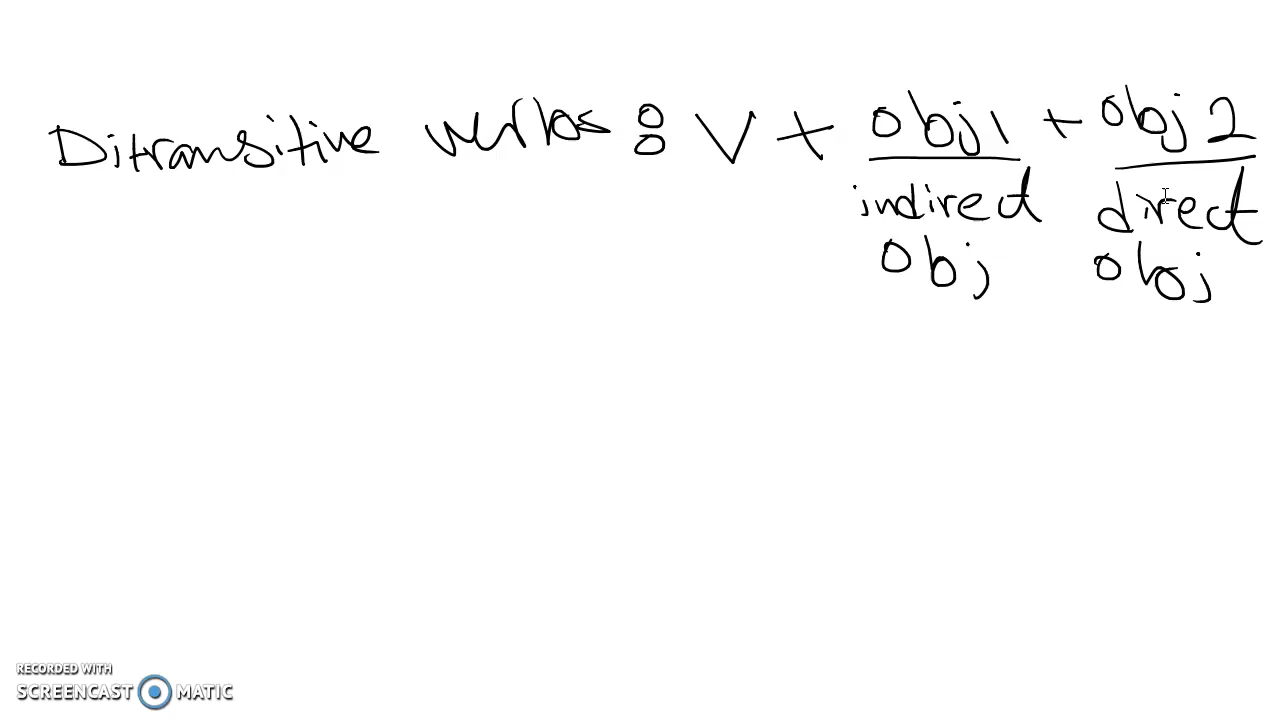 Ditransitive verbs : V + obj 1 + obj 2
indirect direct
obj obj
RECORDED WITH
SCREENCAST MATIC